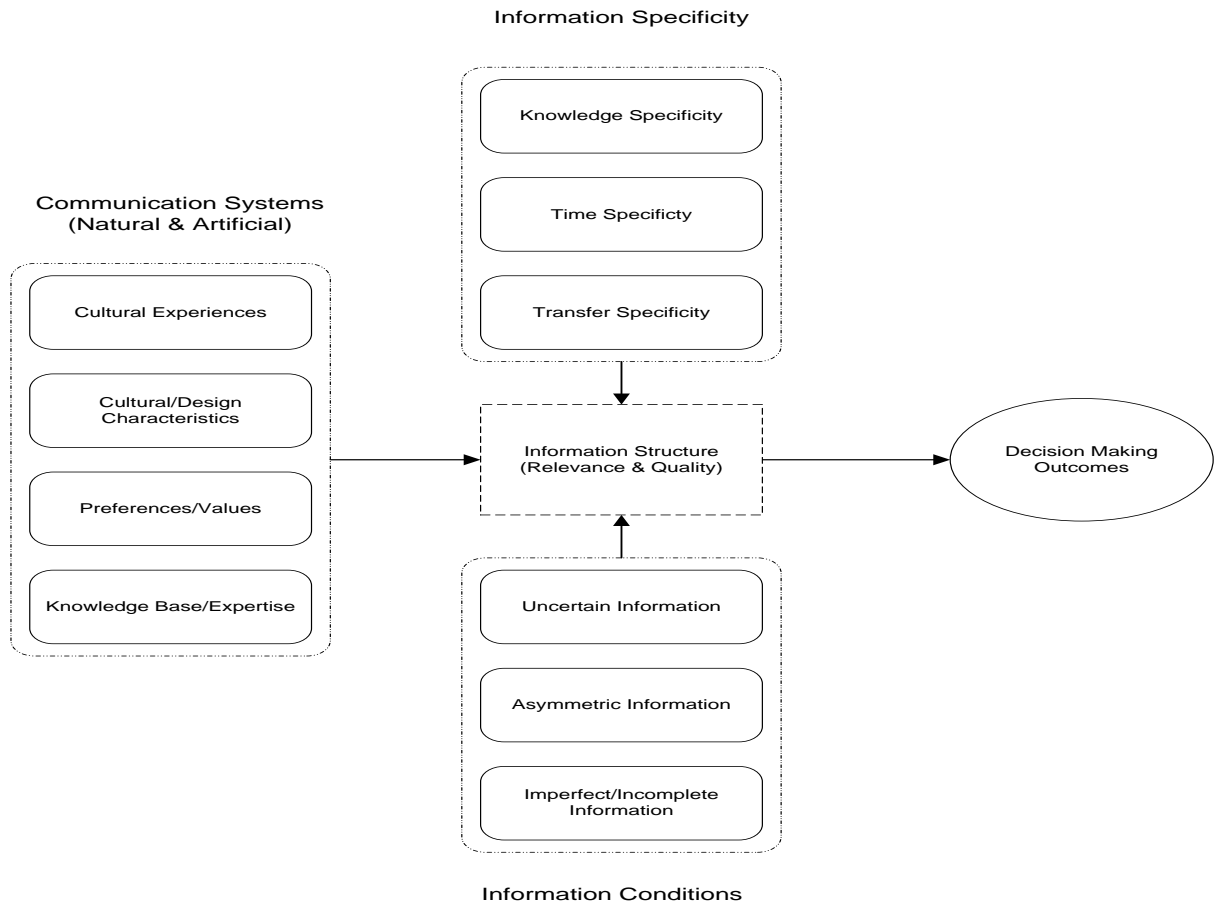 Information Specificity
Knowledge Specificity
Time Specificty
Transfer Specificity
Communication Systems
(Natural & Artificial)
Cultural Experiences
Cultural/Design
Characteristics
Preferences/Values
Knowledge Base/Expertise
Information Structure
(Relevance & Quality)
Decision Making
Outcomes
Uncertain Information
Asymmetric Information
Imperfect/Incomplete
Information
Information Conditions